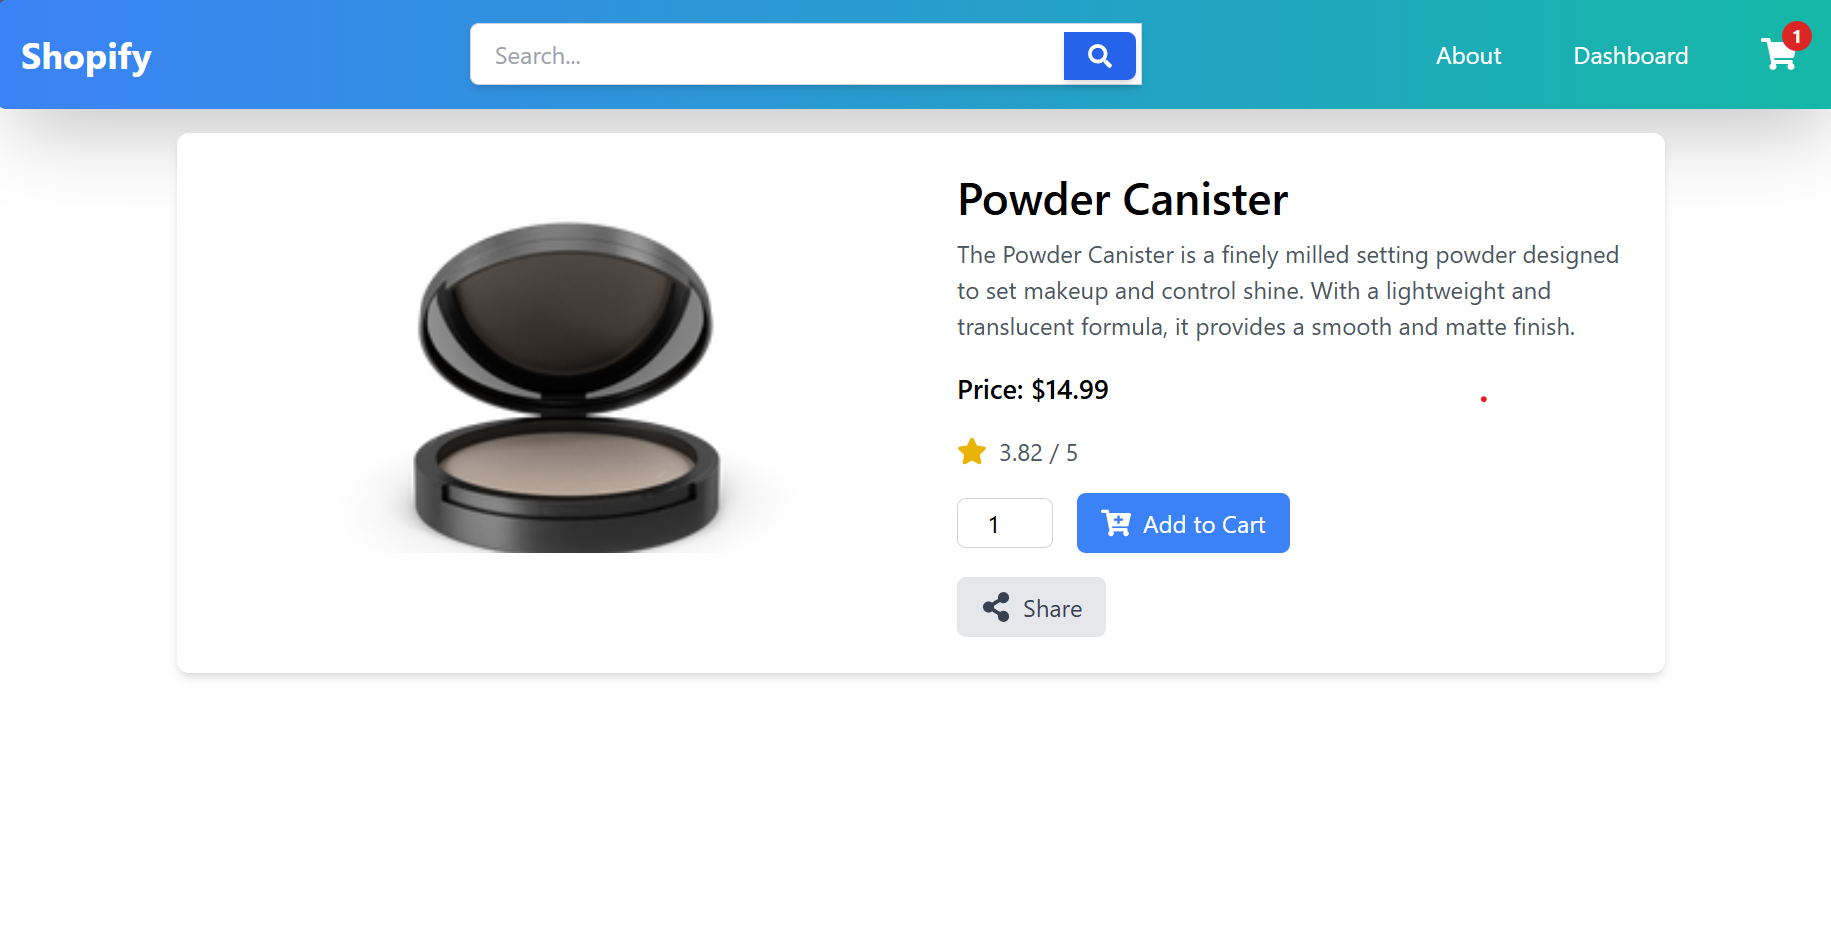 Shopify
Search...
About
Dashboard
1
Powder Canister
The Powder Canister is a finely milled setting powder designed
to set makeup and control shine. With a lightweight and
translucent formula, it provides a smooth and matte finish.
Price: $14.99
3.82 / 5
1
Add to Cart
Share